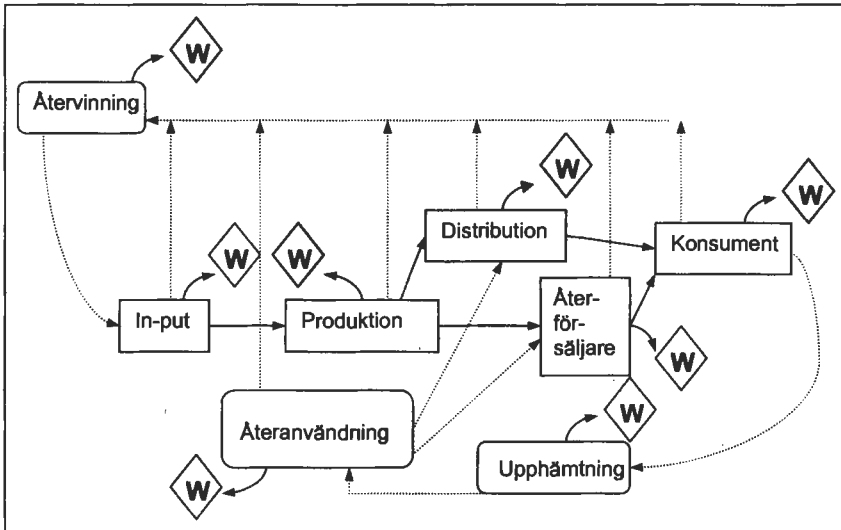 W
Återvinning
W
Distribution
W
Konsument
W
W
In-put
Produktion
Åter-
för-
säljare
W
W
Återanvändning
Upphämtning
W